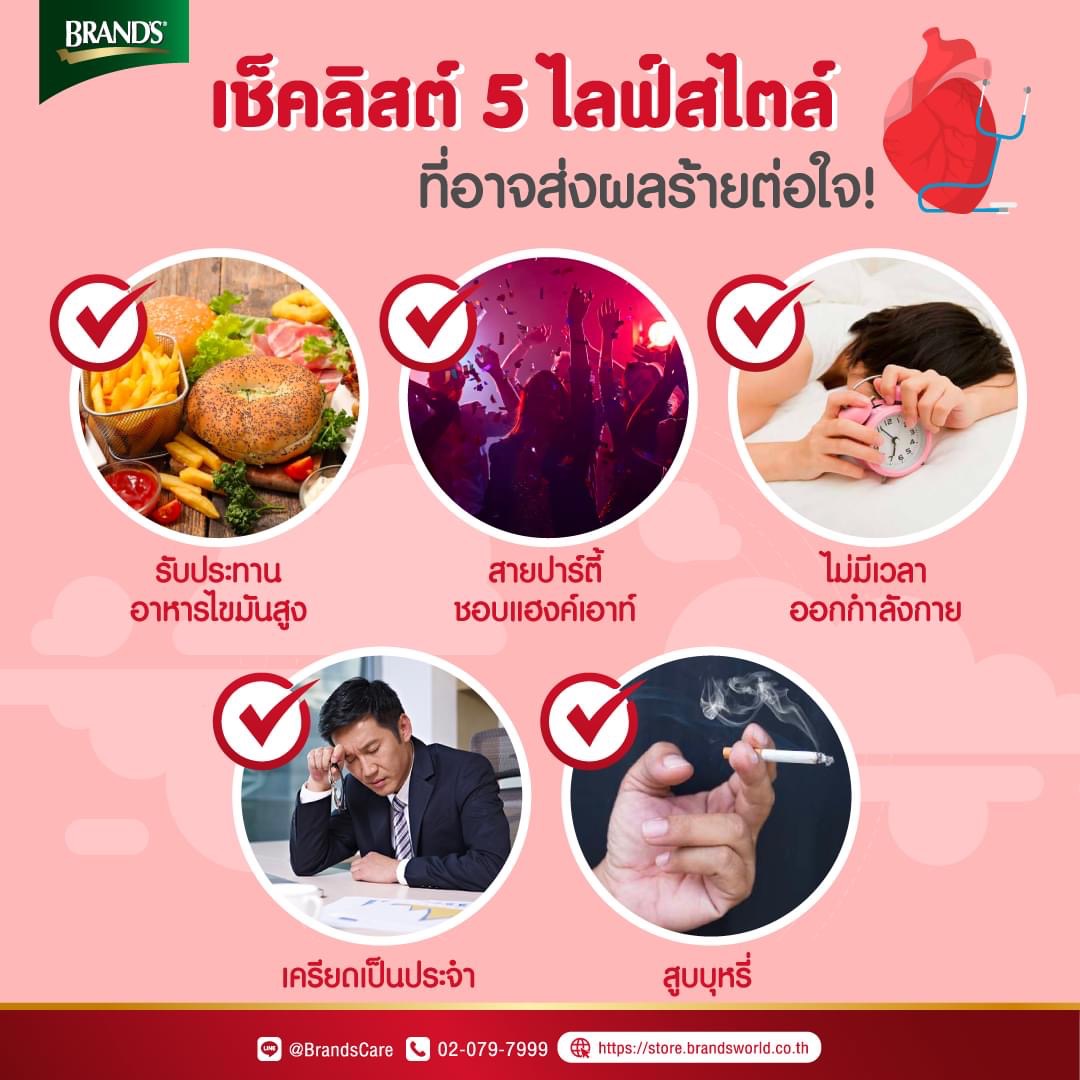 BRAND'S®
เช็คลิสต์ 5 ไลฟ์สไตล์
ที่อาจส่งผลร้ายต่อใจ!
รับประทาน
อาหารไขมันสูง
สายปาร์ตี้
ชอบแฮงค์เอาท์
ไม่มีเวลา
ออกกำลังกาย
เครียดเป็นประจำ
สูบบุหรี่
LINE @BrandsCare 02-079-7999 https://store.brandsworld.co.th